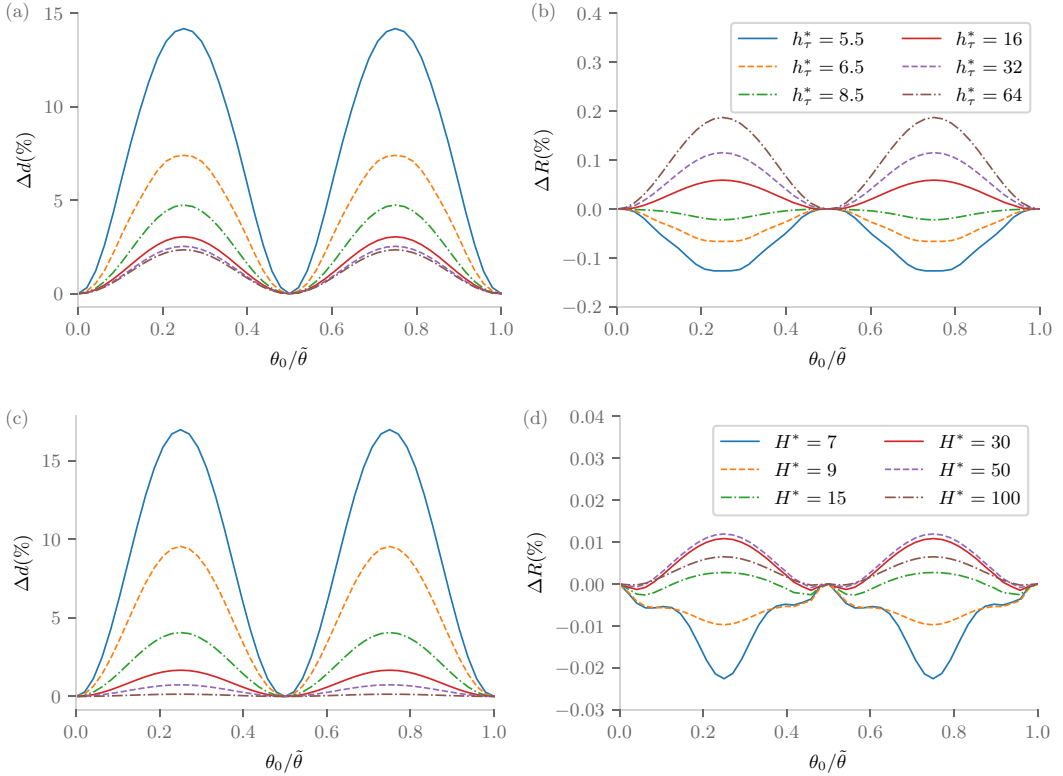 (a)
15
10
5
0
Δd(%)
0.0 0.2 0.4 0.6 0.8 1.0
θ₀/θ̃
(b)
0.4
0.3
0.2
0.1
0.0
−0.1
−0.2
ΔR(%)
h*τ = 5.5 h*τ = 16
h*τ = 6.5 h*τ = 32
h*τ = 8.5 h*τ = 64
0.0 0.2 0.4 0.6 0.8 1.0
θ₀/θ̃
(c)
15
10
5
0
Δd(%)
0.0 0.2 0.4 0.6 0.8 1.0
θ₀/θ̃
(d)
0.04
0.03
0.02
0.01
0.00
−0.01
−0.02
−0.03
ΔR(%)
H* = 7 H* = 30
H* = 9 H* = 50
H* = 15 H* = 100
0.0 0.2 0.4 0.6 0.8 1.0
θ₀/θ̃